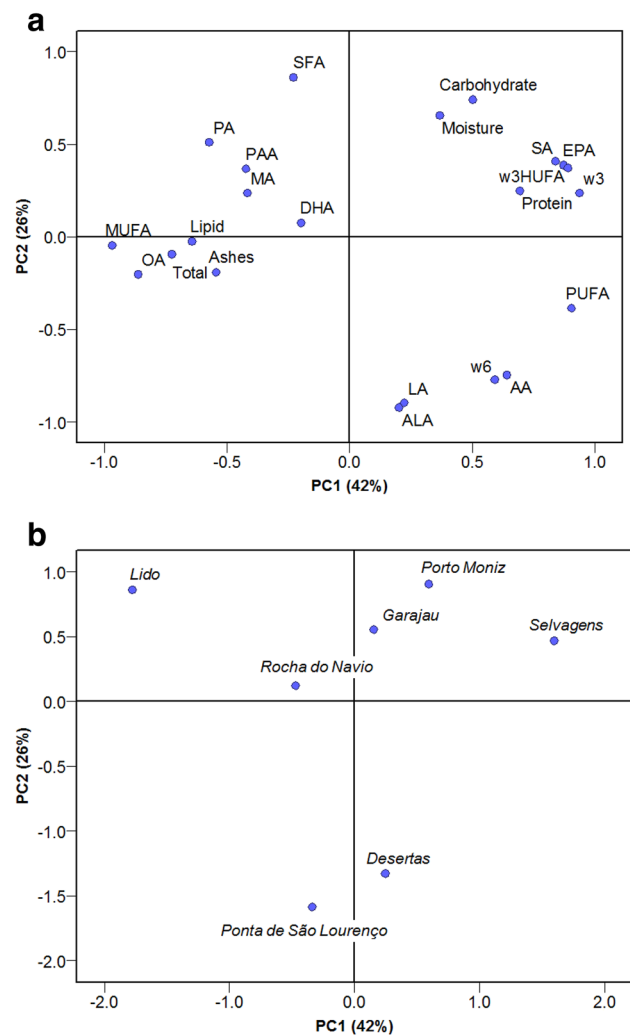 a
1.0
0.5
0.0
-0.5
-1.0
PC2 (26%)
SFA
Carbohydrate
Moisture
PA
PAA
MA
SA EPA
w3HUFA w3
Protein
DHA
MUFA
Lipid
OA
Total
Ashes
PUFA
w6
AA
LA
ALA
-1.0 -0.5 0.0 0.5 1.0
PC1 (42%)
b
1.0
0.5
0.0
-0.5
-1.0
-1.5
-2.0
PC2 (26%)
Lido
Porto Moniz
Garajau
Selvagens
Rocha do Navio
Desertas
Ponta de São Lourenço
-2.0 -1.0 0.0 1.0 2.0
PC1 (42%)